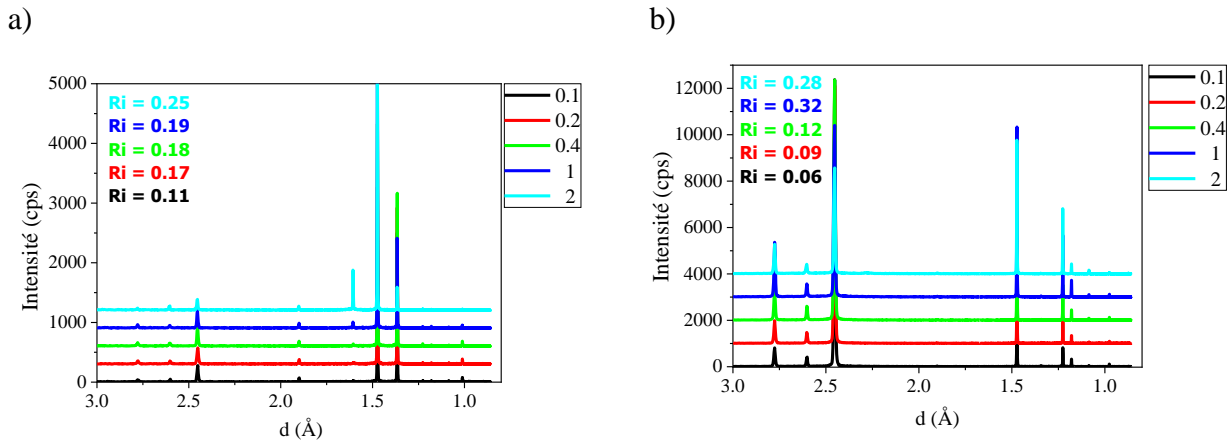 a)
Intensité (cps)
5000
4000
3000
2000
1000
0
Ri = 0.25
Ri = 0.19
Ri = 0.18
Ri = 0.17
Ri = 0.11
0.1
0.2
0.4
1
2
3.0 2.5 2.0 1.5 1.0
d (Å)
b)
Intensité (cps)
12000
10000
8000
6000
4000
2000
0
Ri = 0.28
Ri = 0.32
Ri = 0.12
Ri = 0.09
Ri = 0.06
0.1
0.2
0.4
1
2
3.0 2.5 2.0 1.5 1.0
d (Å)